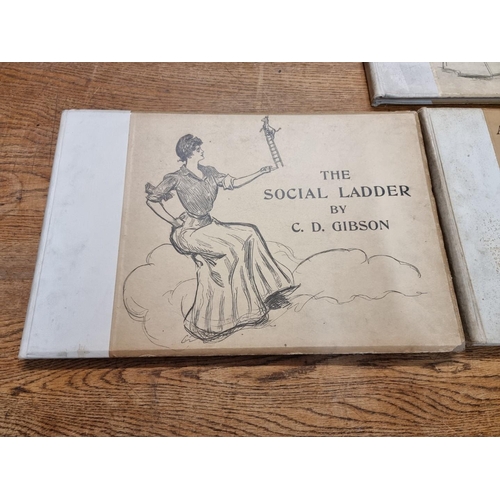 THE
SOCIAL LADDER
BY
C. D. GIBSON